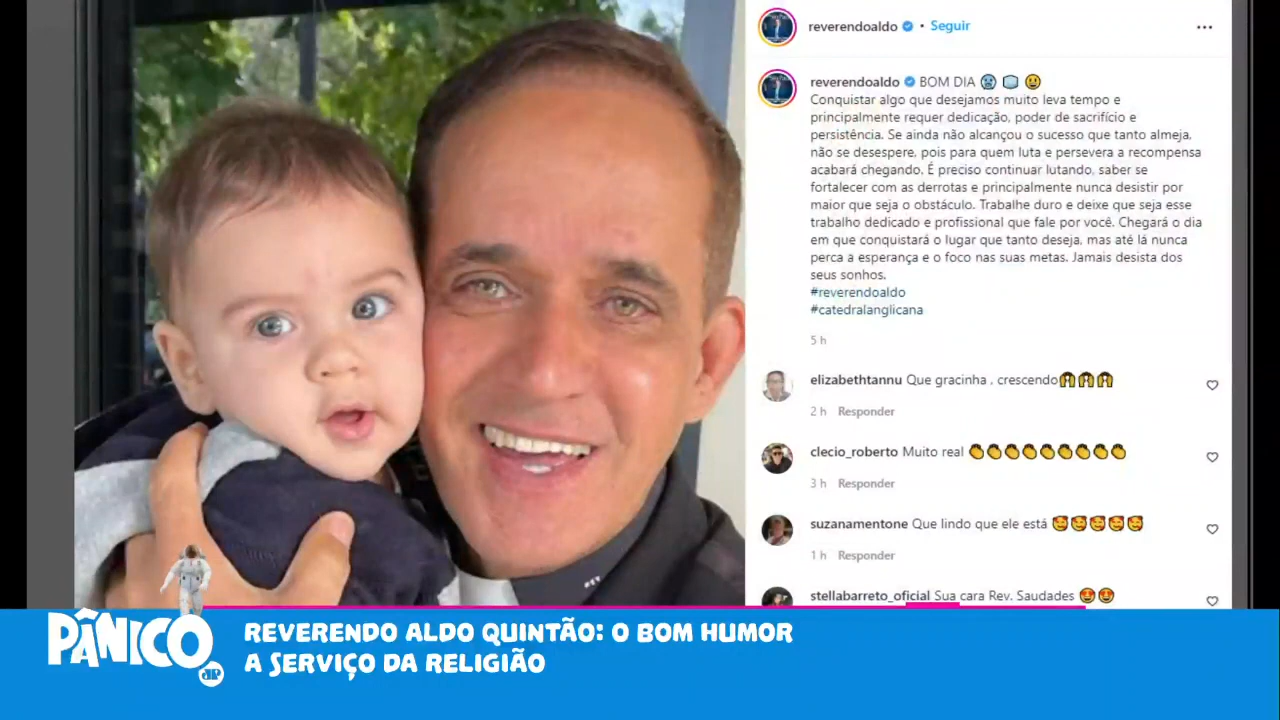 reverendoaldo • Seguir
reverendoaldo BOM DIA 🥶 🧊 😃
Conquistar algo que desejamos muito leva tempo e
principalmente requer dedicação, poder de sacrifício e
persistência. Se ainda não alcançou o sucesso que tanto almeja,
não se desespere, pois para quem luta e persevera a recompensa
acabará chegando. É preciso continuar lutando, saber se
fortalecer com as derrotas e principalmente nunca desistir por
maior que seja o obstáculo. Trabalhe duro e deixe que seja esse
trabalho dedicado e profissional que fale por você. Chegará o dia
em que conquistará o lugar que tanto deseja, mas até lá nunca
perca a esperança e o foco nas suas metas. Jamais desista dos
seus sonhos.
#reverendoaldo
#catedralanglicana
5 h
elizabethtannu Que gracinha , crescendo🙌🙌🙌
2 h Responder
clecio_roberto Muito real 👏👏👏👏👏👏👏👏👏
3 h Responder
suzanamentone Que lindo que ele está 🥰🥰🥰🥰🥰
1 h Responder
stellabarreto_oficial Sua cara Rev. Saudades 😍😍
PÂNICO
JP
REVERENDO ALDO QUINTÃO: O BOM HUMOR
A SERVIÇO DA RELIGIÃO